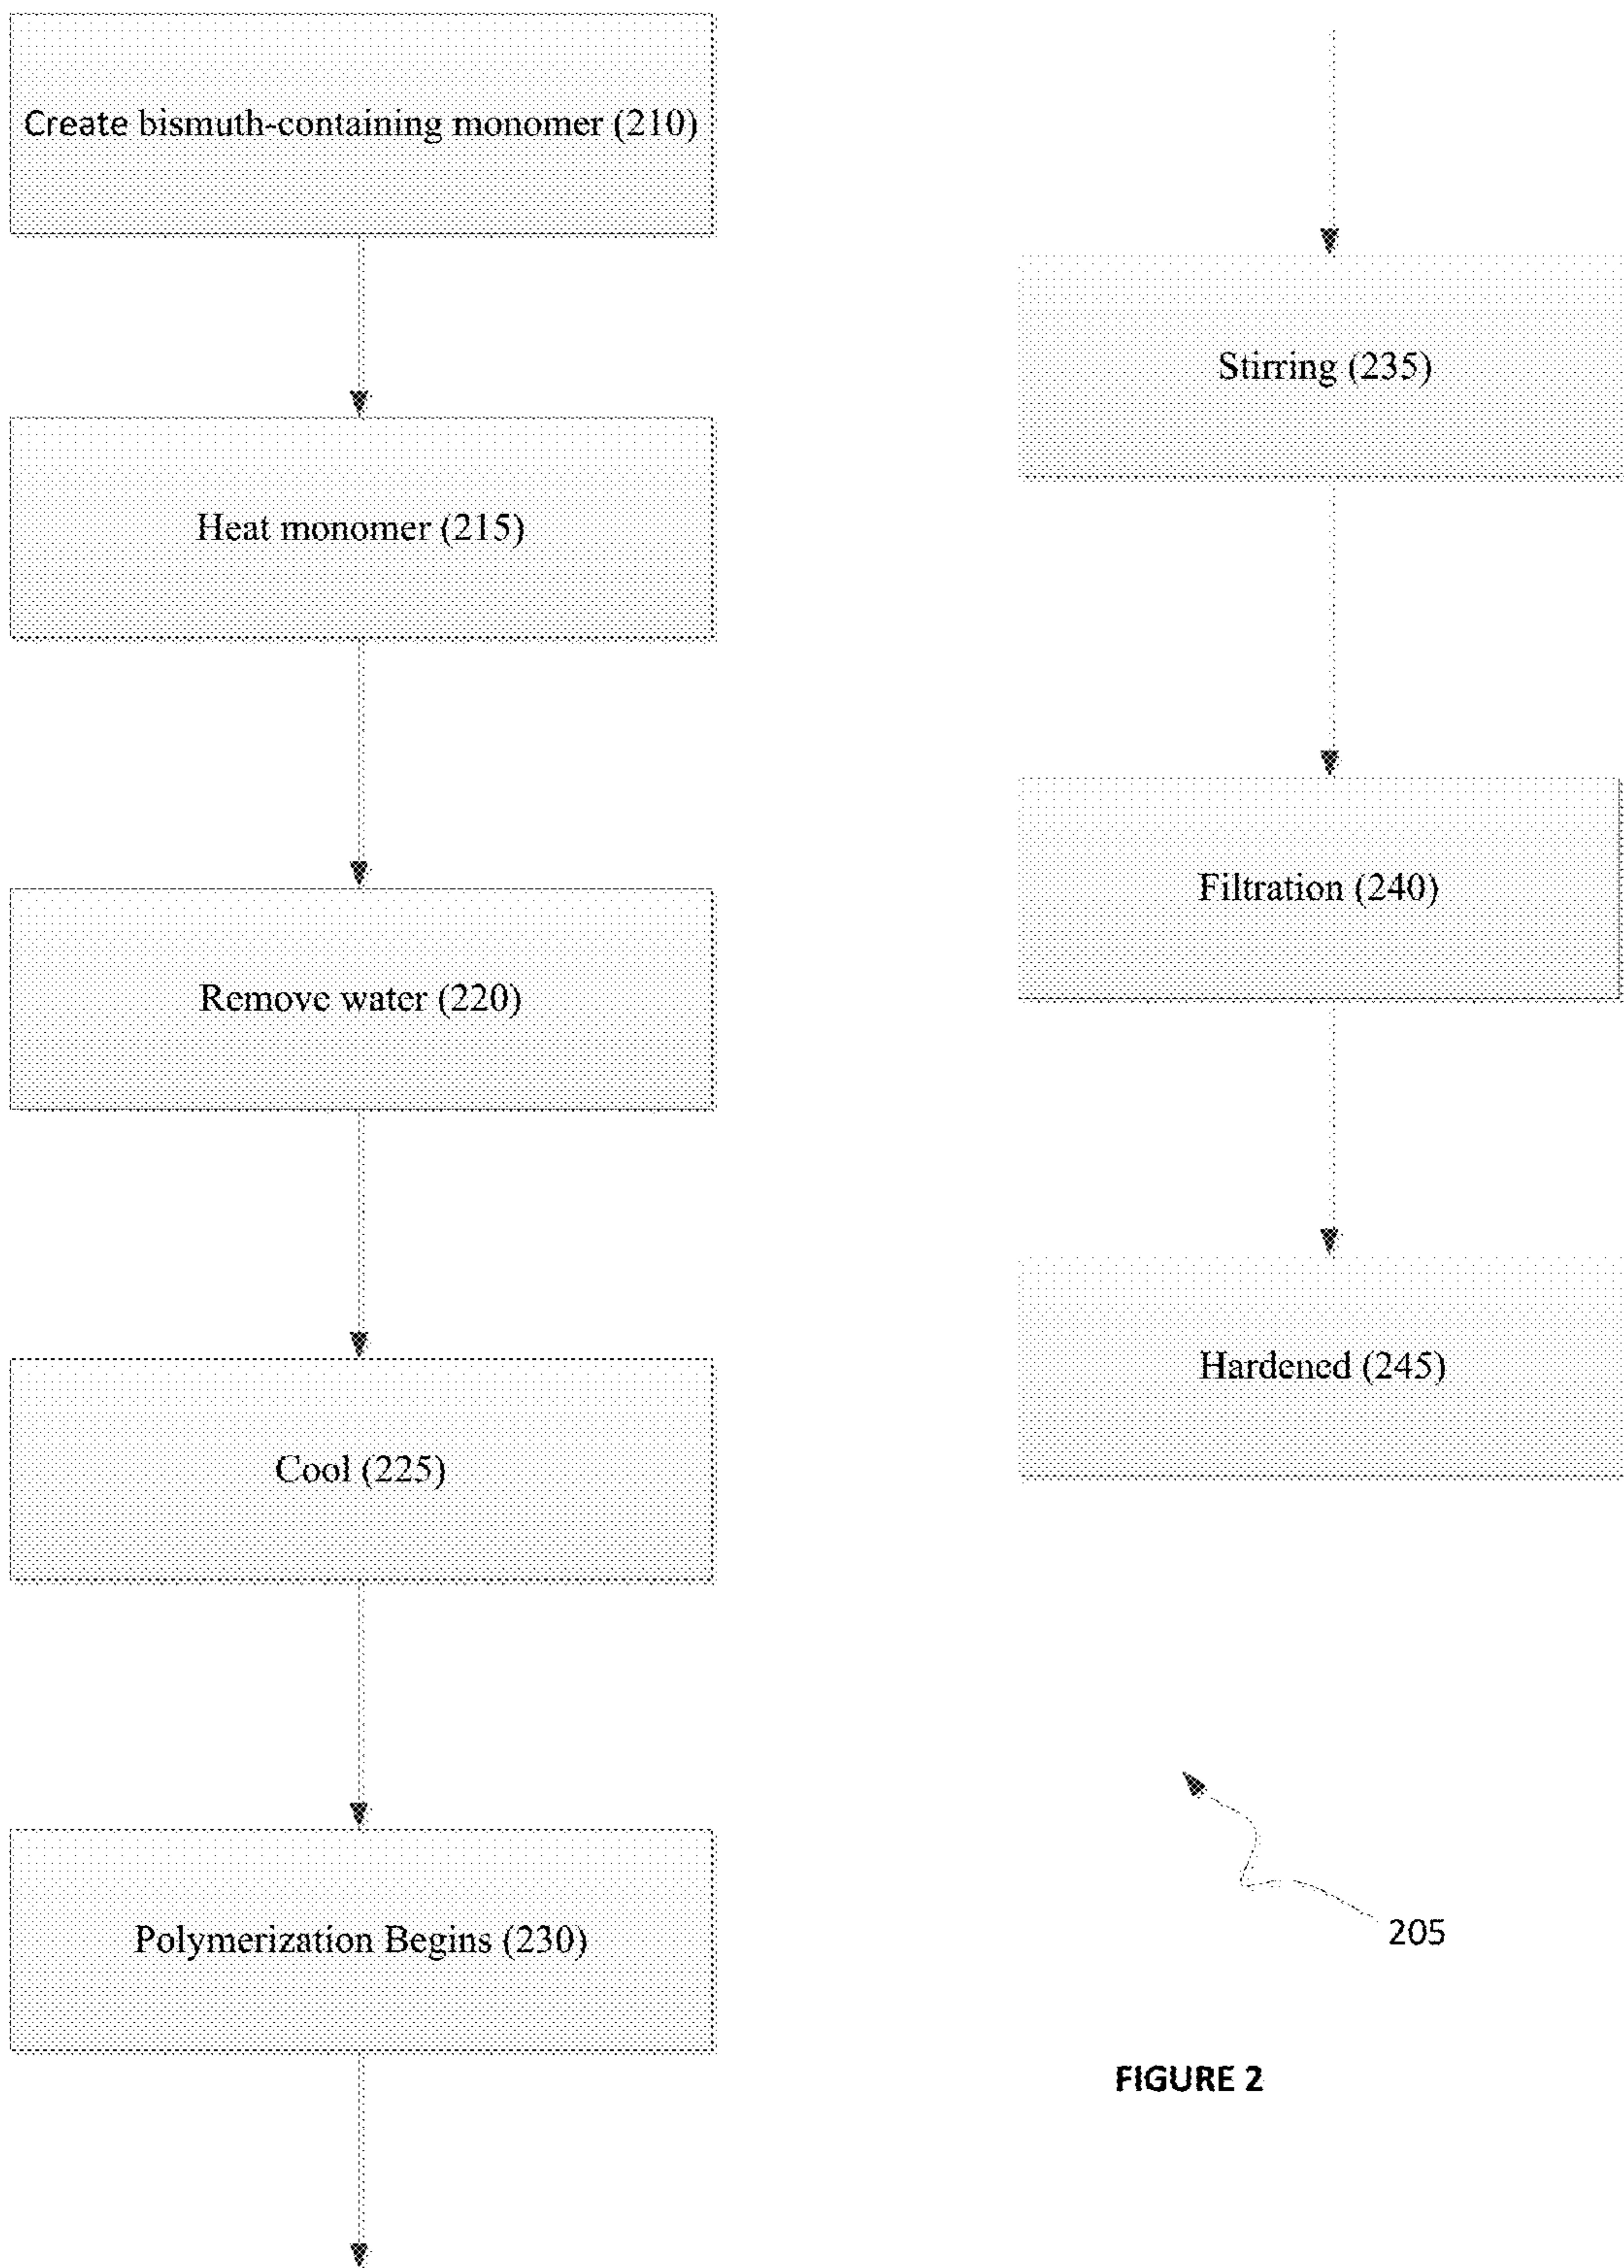 Create bismuth-containing monomer (210)
Heat monomer (215)
Remove water (220)
Cool (225)
Polymerization Begins (230)
Stirring (235)
Filtration (240)
Hardened (245)
205
FIGURE 2